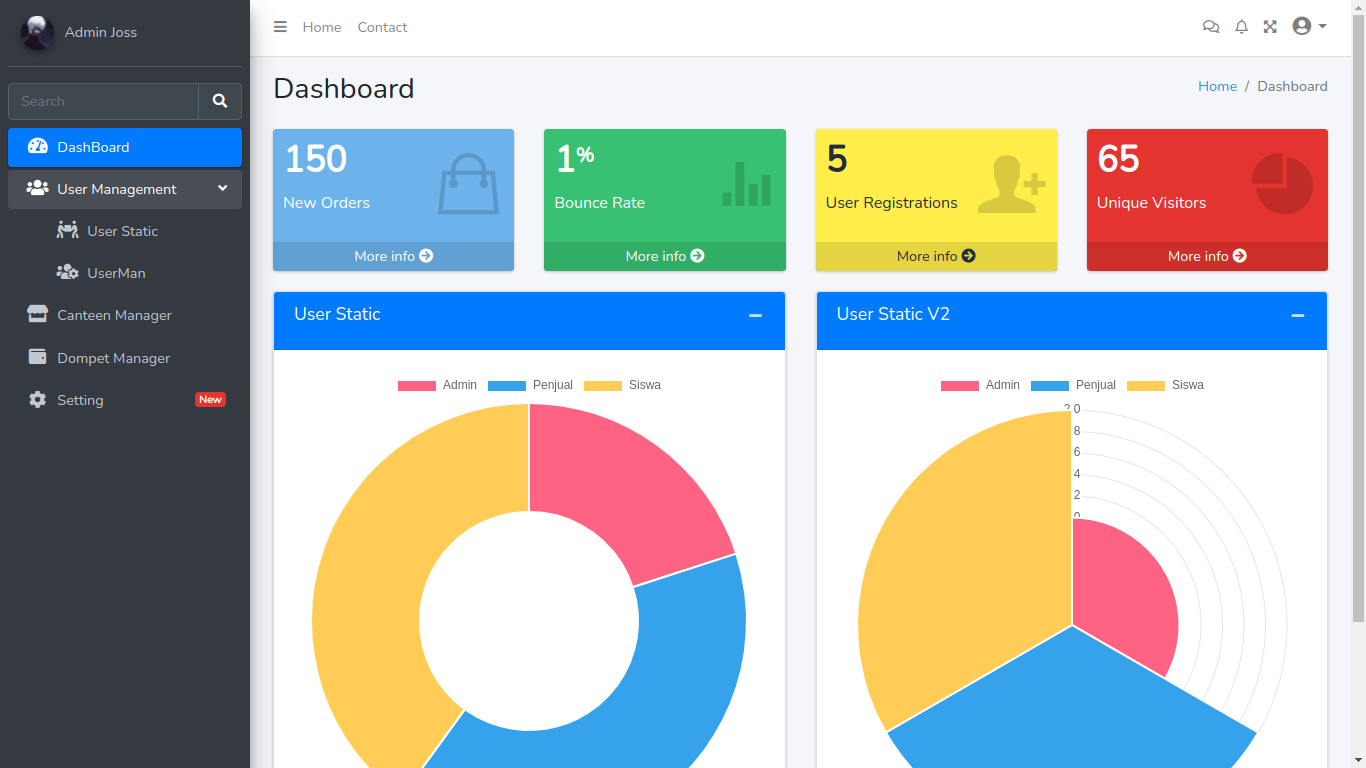 Admin Joss
Search
DashBoard
User Management
User Static
UserMan
Canteen Manager
Dompet Manager
Setting New
Home Contact
Dashboard
Home / Dashboard
150
New Orders
More info
1%
Bounce Rate
More info
5
User Registrations
More info
65
Unique Visitors
More info
User Static
Admin Penjual Siswa
User Static V2
Admin Penjual Siswa
2.0
8
6
4
2
0